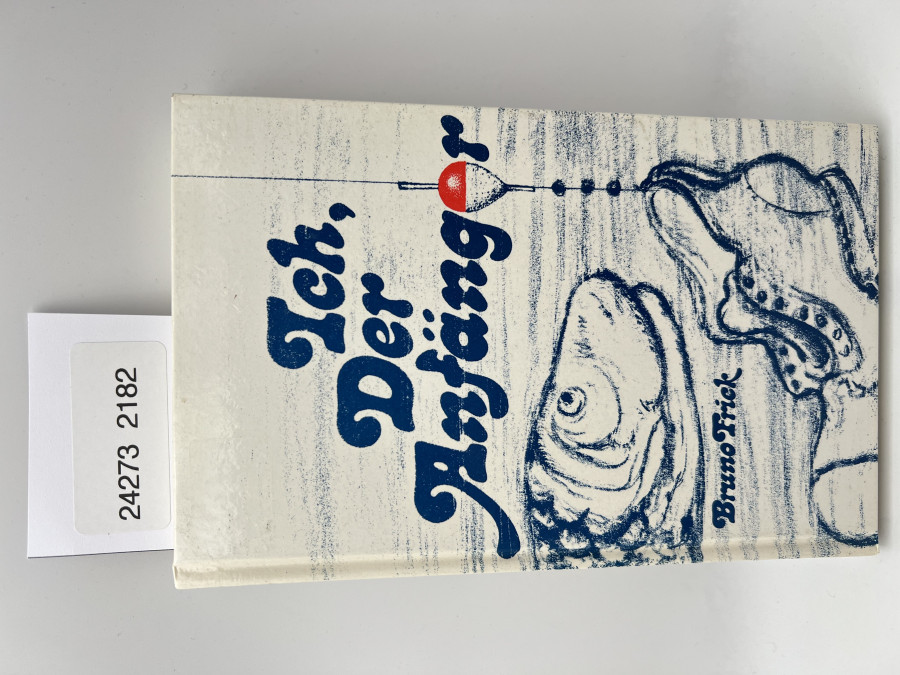 Ich,
Der
Anfänger
Bruno Frick
24273 2182